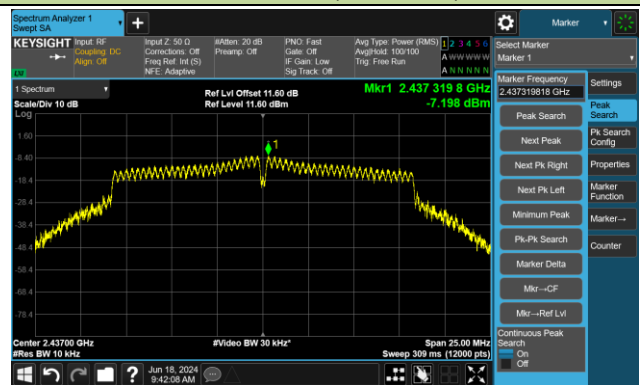 Spectrum Analyzer 1
Swept SA
+
Marker
KEYSIGHT
Input: RF
Coupling: DC
Align: Off
Input Z: 50 Ω
Corrections: Off
Freq Ref: Int (S)
NFE: Adaptive
#Atten: 20 dB
Preamp: Off
PNO: Fast
Gate: Off
IF Gain: Low
Sig Track: Off
Avg Type: Power (RMS)
Avg|Hold: 100/100
Trig: Free Run
1 2 3 4 5 6
A W W W W W
A N N N N N
Select Marker
Marker 1
LXI
1 Spectrum
Scale/Div 10 dB
Log
Ref Lvl Offset 11.60 dB
Ref Level 11.60 dBm
Mkr1 2.437 319 8 GHz
-7.198 dBm
1
1.60
-8.40
-18.4
-28.4
-38.4
-48.4
-58.4
-68.4
-78.4
Center 2.43700 GHz
#Res BW 10 kHz
#Video BW 30 kHz*
Span 25.00 MHz
Sweep 309 ms (12000 pts)
Marker Frequency
2.437319818 GHz
Peak Search
Next Peak
Next Pk Right
Next Pk Left
Minimum Peak
Pk-Pk Search
Marker Delta
Mkr→CF
Mkr→Ref Lvl
Continuous Peak
Search
On
Off
Settings
Peak
Search
Pk Search
Config
Properties
Marker
Function
Marker→
Counter
?
Jun 18, 2024
9:42:08 AM